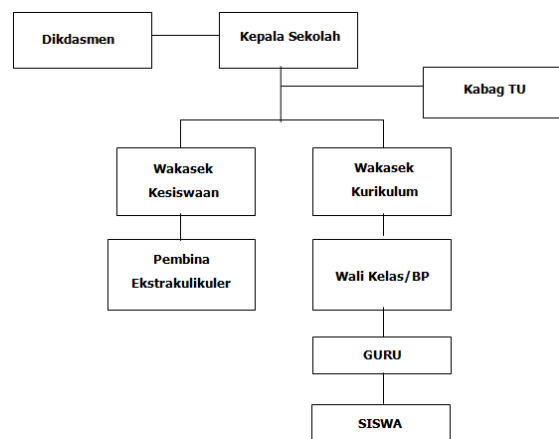 Dikdasmen
Kepala Sekolah
Kabag TU
Wakasek
Kesiswaan
Wakasek
Kurikulum
Pembina
Ekstrakulikuler
Wali Kelas/BP
GURU
SISWA